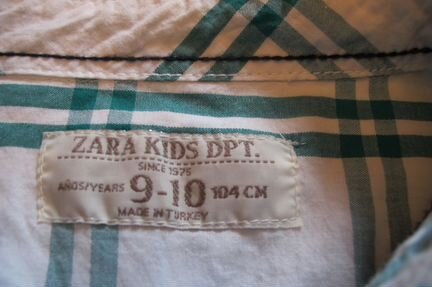 ZARA KIDS DPT.
SINCE 1975
AÑOS/YEARS 9-10 104 CM
MADE IN TURKEY